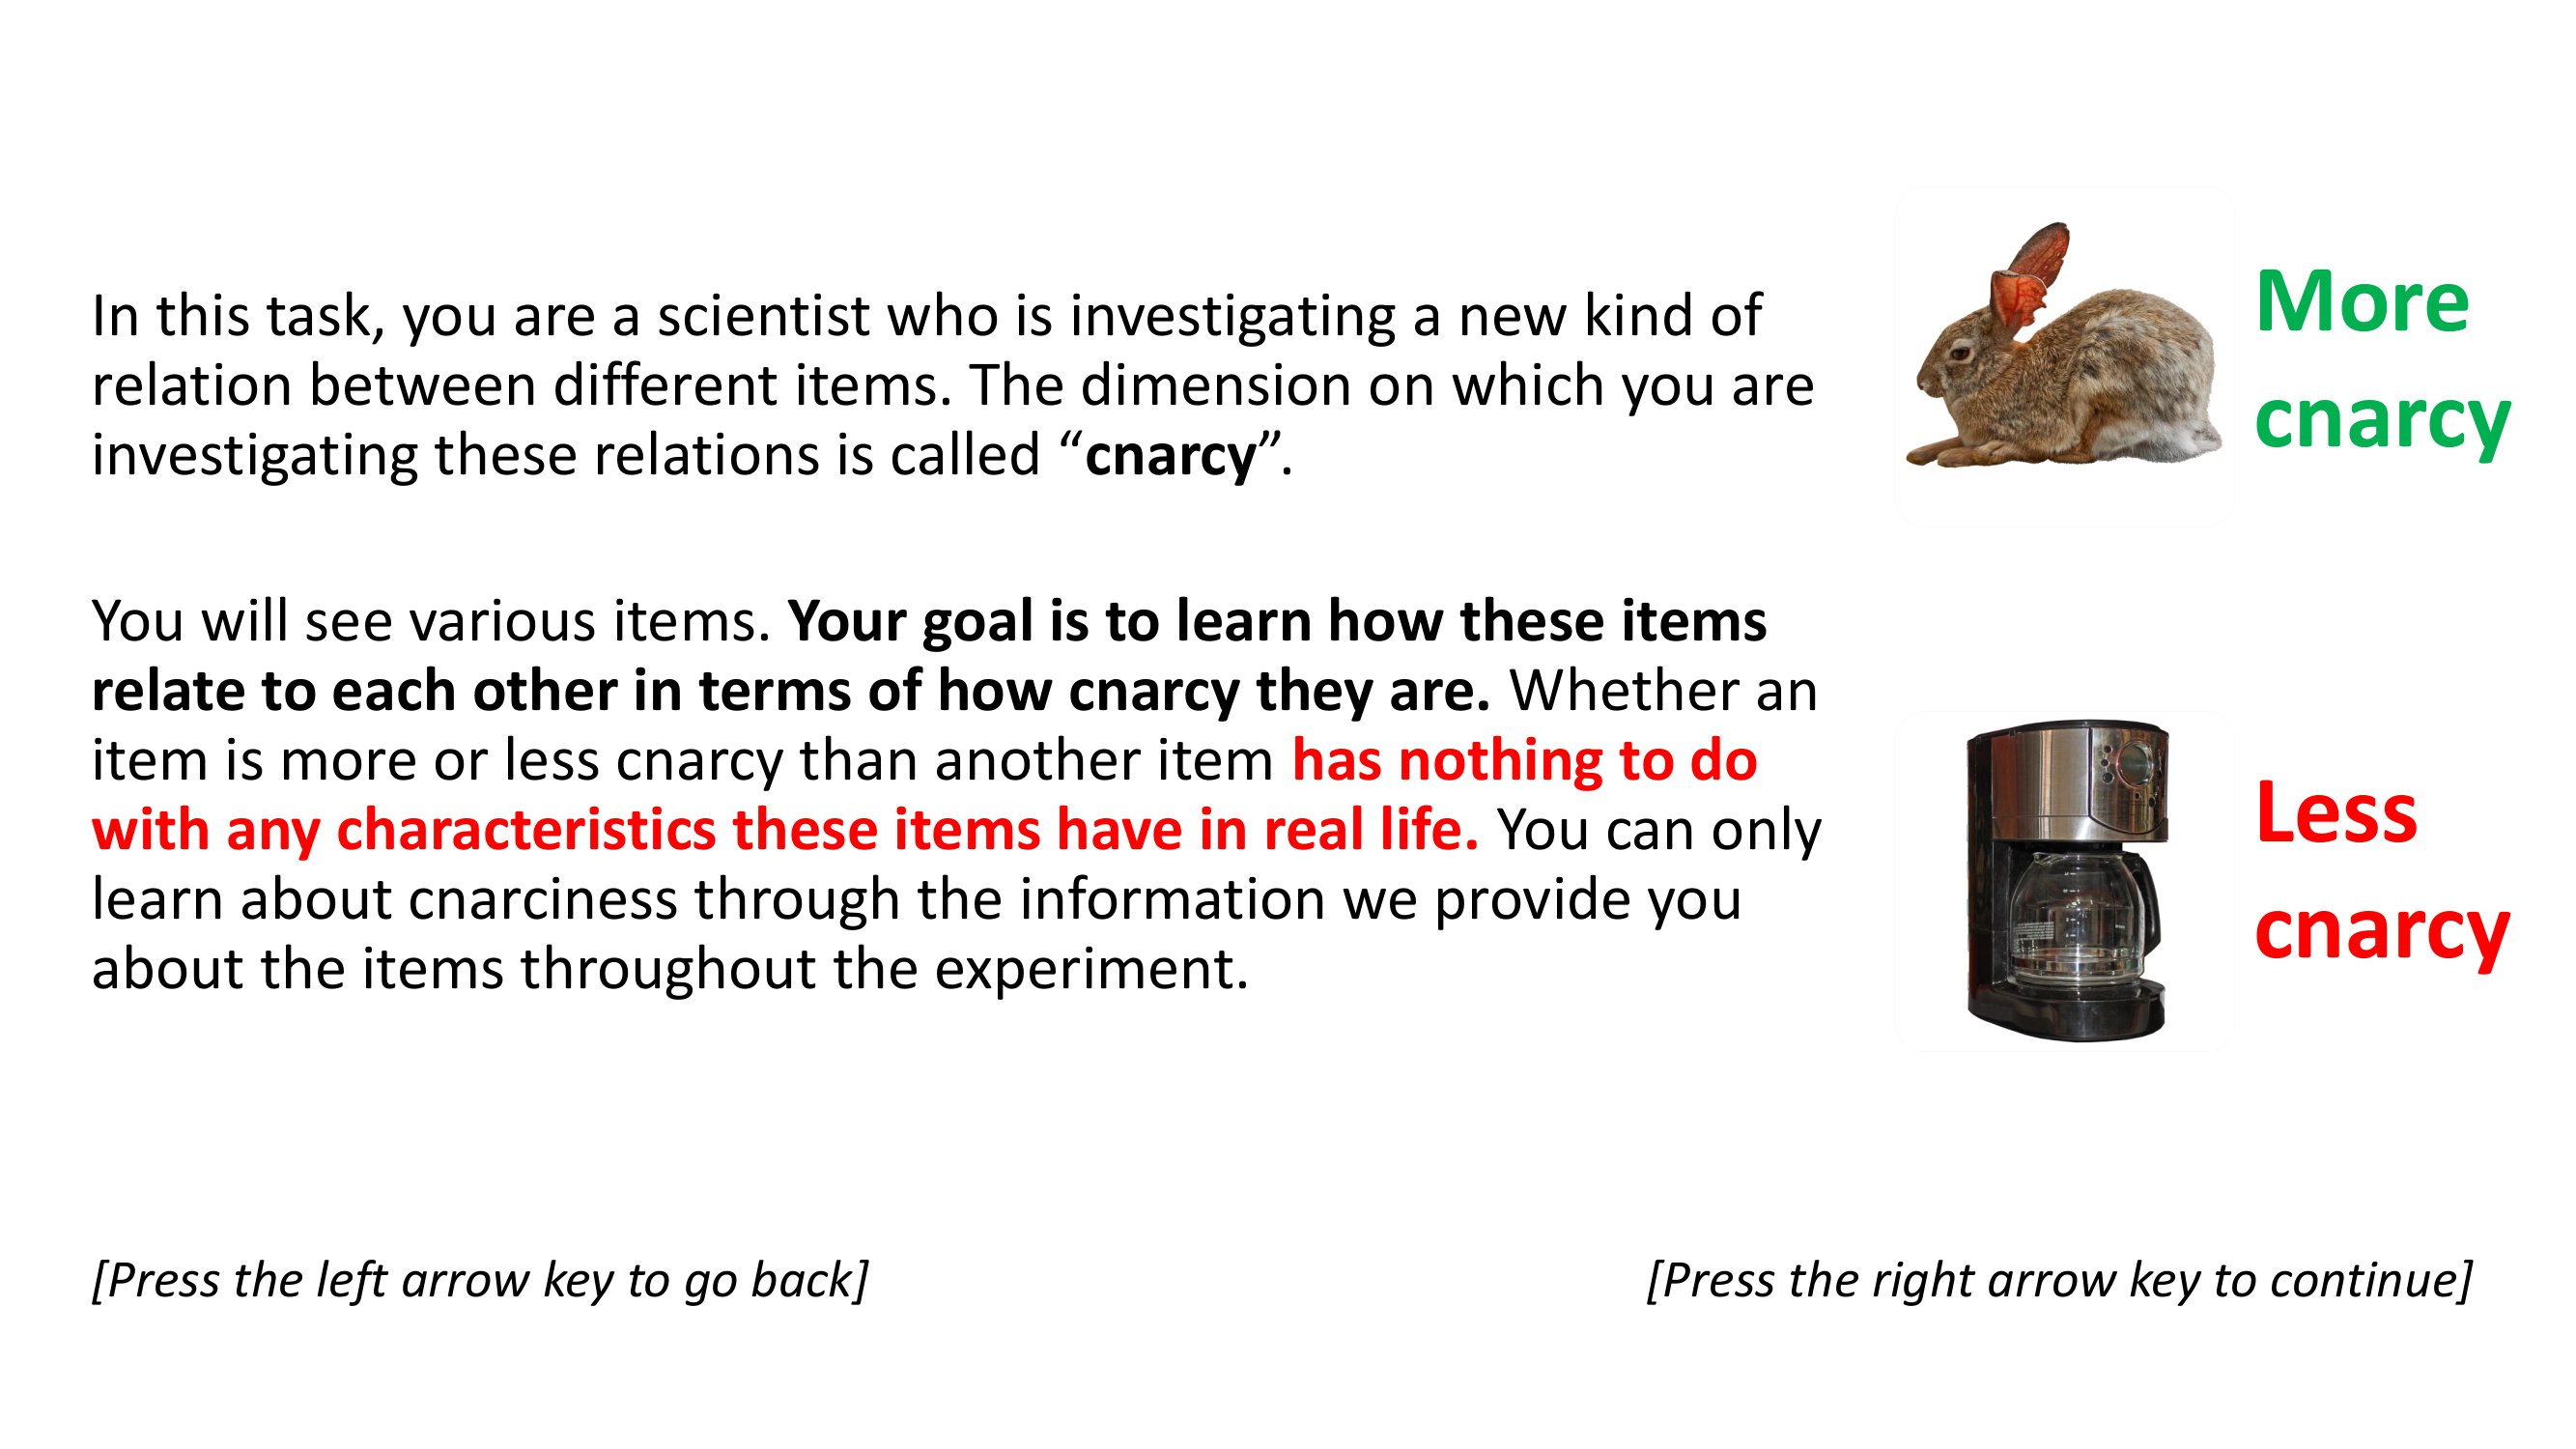 In this task, you are a scientist who is investigating a new kind of
relation between different items. The dimension on which you are
investigating these relations is called “cnarcy”.
You will see various items. Your goal is to learn how these items
relate to each other in terms of how cnarcy they are. Whether an
item is more or less cnarcy than another item has nothing to do
with any characteristics these items have in real life. You can only
learn about cnarciness through the information we provide you
about the items throughout the experiment.
More
cnarcy
Less
cnarcy
[Press the left arrow key to go back]
[Press the right arrow key to continue]